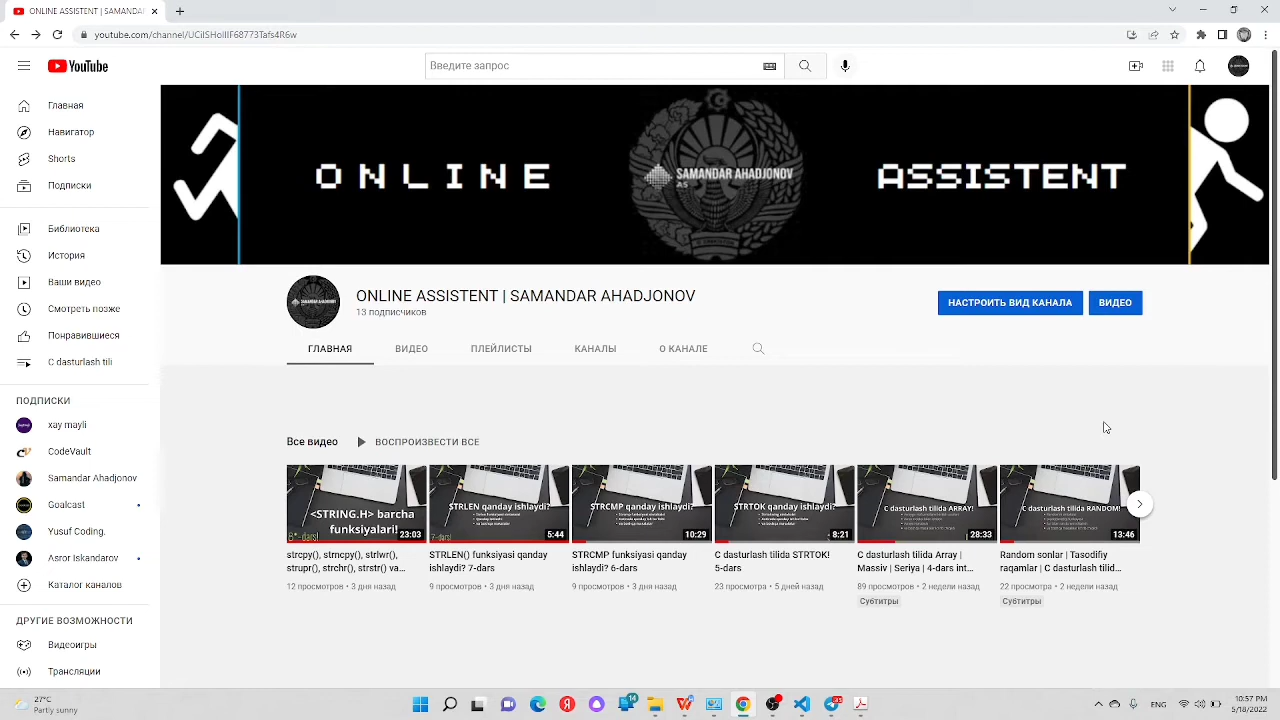 ONLINE ASSISTENT | SAMANDAR
youtube.com/channel/
YouTube
Введите запрос
Главная
Навигатор
Shorts
Подписки
Библиотека
История
Ваши видео
Смотреть позже
Понравившиеся
C dasturlash tili
ПОДПИСКИ
xay mayli
CodeVault
Samandar Ahadjonov
Goalcast
Yusuf Coding.
Asror Iskandarov
Каталог каналов
ДРУГИЕ ВОЗМОЖНОСТИ
Видеоигры
Трансляции
ONLINE
SAMANDAR AHADJONOV
AS
ASSISTENT
SAMANDAR AHADJONOV
ONLINE ASSISTENT | SAMANDAR AHADJONOV
13 подписчиков
НАСТРОИТЬ ВИД КАНАЛА
ВИДЕО
ГЛАВНАЯ ВИДЕО ПЛЕЙЛИСТЫ КАНАЛЫ О КАНАЛЕ
Все видео ВОСПРОИЗВЕСТИ ВСЕ
<STRING.H> barcha
funksiyalari!
23:03
strcpy(), strncpy(), strlwr(),
strupr(), strchr(), strstr() va...
12 просмотров • 3 дня назад
STRLEN qanday ishlaydi?
5:44
STRLEN() funksiyasi qanday
ishlaydi? 7-dars
9 просмотров • 3 дня назад
STRCMP qanday ishlaydi?
10:29
STRCMP funksiyasi qanday
ishlaydi? 6-dars
9 просмотров • 3 дня назад
STRTOK qanday ishlaydi?
8:21
C dasturlash tilida STRTOK!
5-dars
23 просмотра • 5 дней назад
C dasturlash tilida ARRAY!
28:33
C dasturlash tilida Array |
Massiv | Seriya | 4-dars int...
89 просмотров • 2 недели назад
Субтитры
C dasturlash tilida RANDOM!
13:46
Random sonlar | Tasodifiy
raqamlar | C dasturlash tilid...
22 просмотра • 2 недели назад
Субтитры
27°C
Partly sunny
14
ENG
10:57 PM
5/18/2022